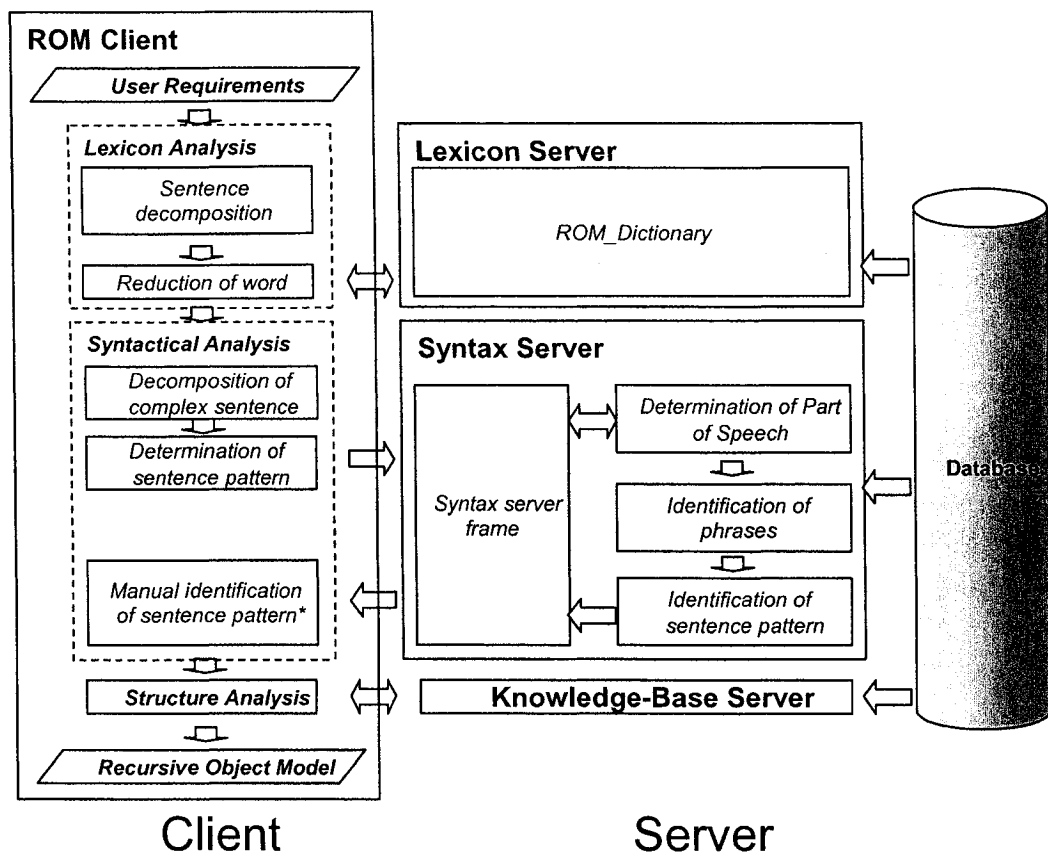 ROM Client
User Requirements
Lexicon Analysis
Sentence
decomposition
Reduction of word
Syntactical Analysis
Decomposition of
complex sentence
Determination of
sentence pattern
Manual identification
of sentence pattern*
Structure Analysis
Recursive Object Model
Lexicon Server
ROM_Dictionary
Syntax Server
Syntax server
frame
Determination of Part
of Speech
Identification of
phrases
Identification of
sentence pattern
Knowledge-Base Server
Database
Client
Server